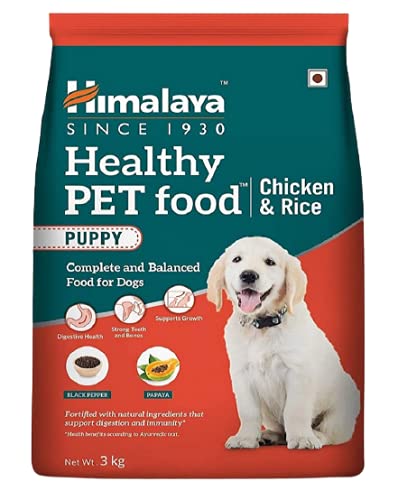 Himalaya™
SINCE 1930
Healthy
PET food™
Chicken
& Rice
PUPPY
Complete and Balanced
Food for Dogs
Digestive Health
Strong Teeth
and Bones
Supports Growth
BLACK PEPPER
PAPAYA
Fortified with natural ingredients that
support digestion and immunity*
*Health benefits according to Ayurvedic text.
Net Wt. 3 kg